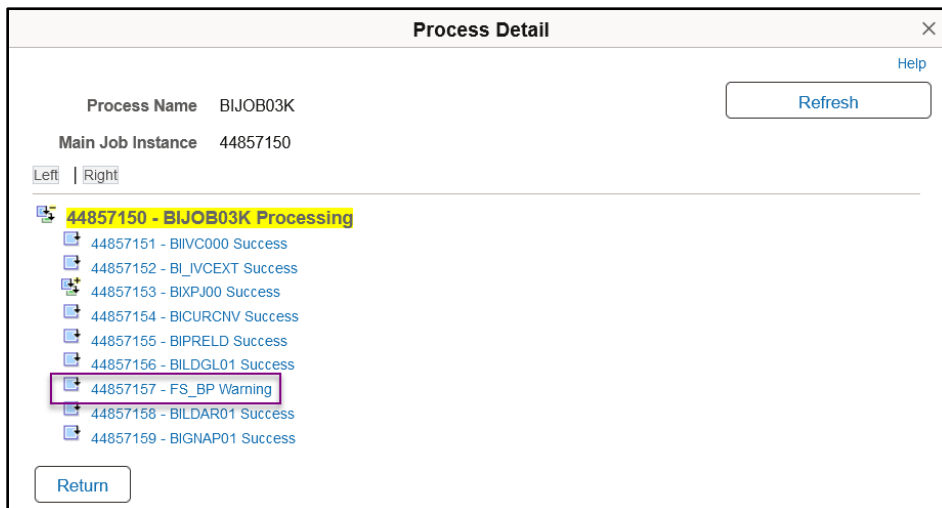 Process Detail
Help
Process Name BIJOB03K
Refresh
Main Job Instance 44857150
Left | Right
44857150 - BIJOB03K Processing
44857151 - BIIVC000 Success
44857152 - BI_IVCEXT Success
44857153 - BIXPJ00 Success
44857154 - BICURCNV Success
44857155 - BIPRELD Success
44857156 - BILDGL01 Success
44857157 - FS_BP Warning
44857158 - BILDAR01 Success
44857159 - BIGNAP01 Success
Return